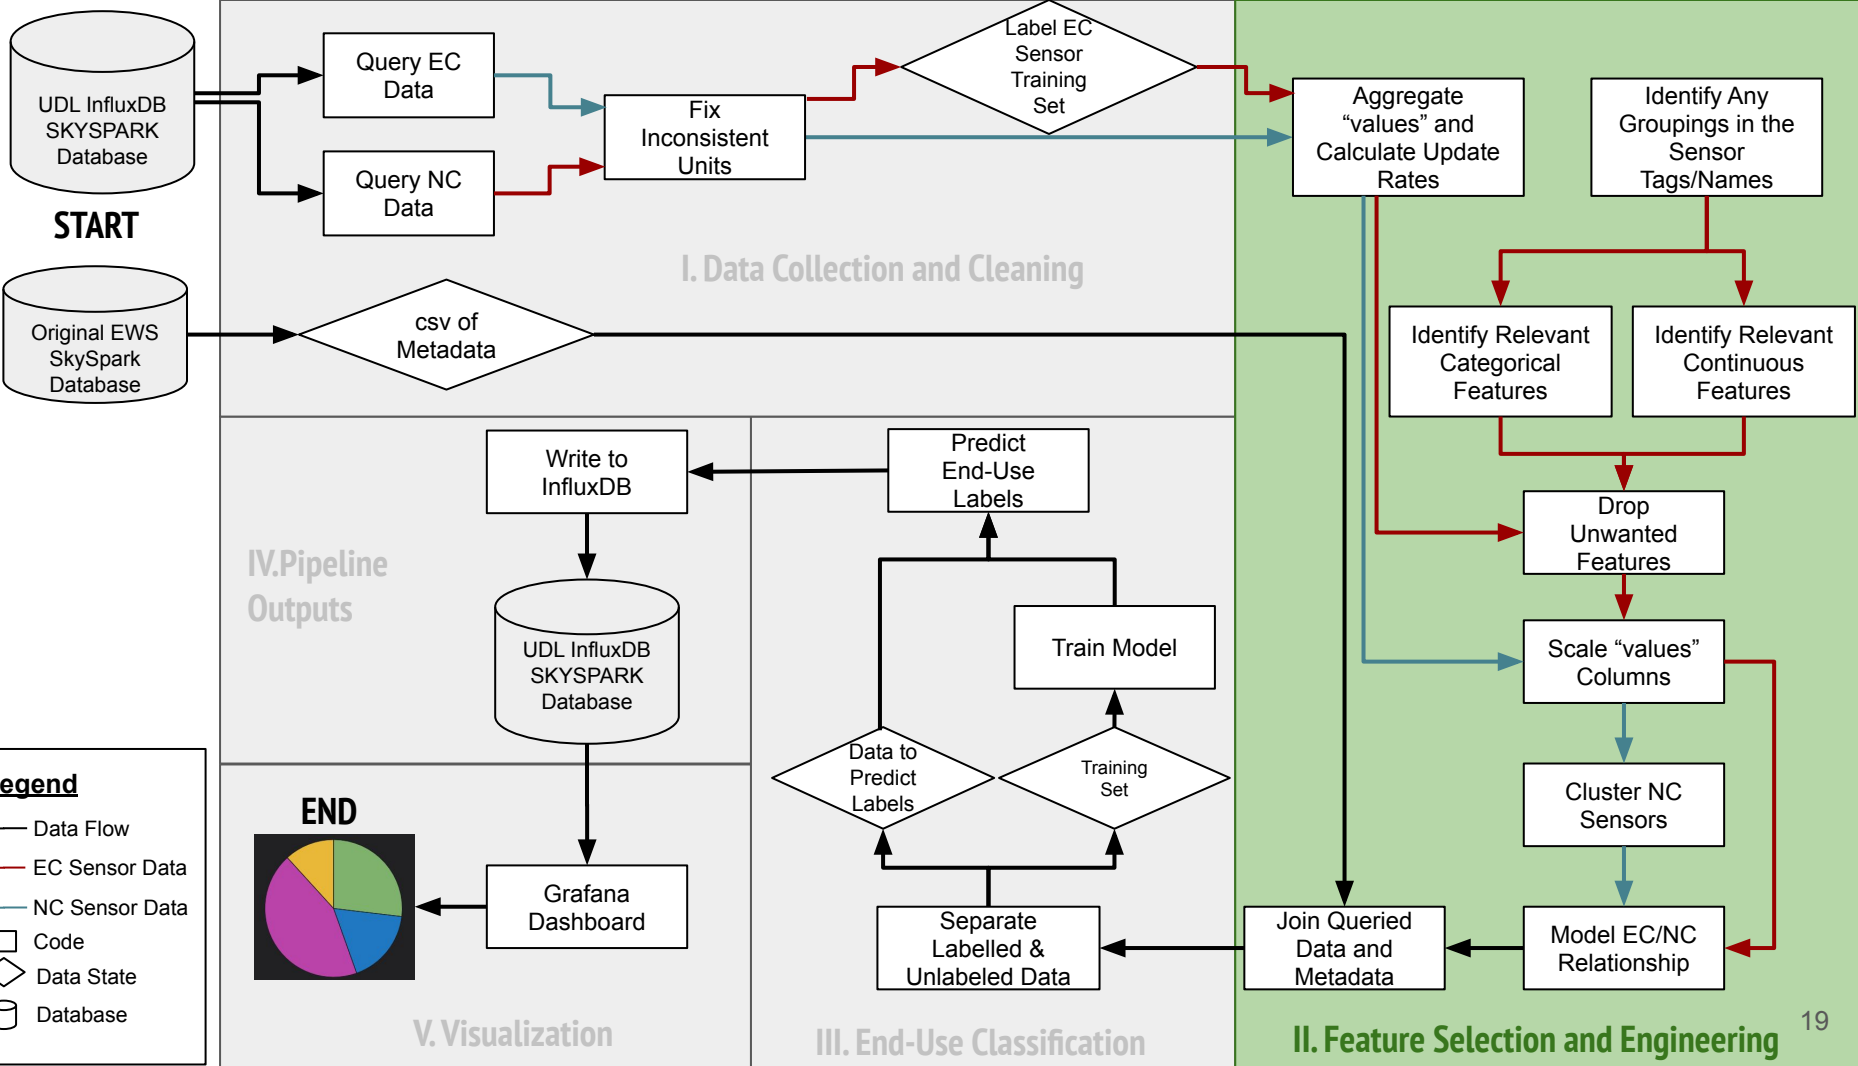 UDL InfluxDB
SKYSPARK
Database
START
Query EC
Data
Query NC
Data
Fix
Inconsistent
Units
Label EC
Sensor
Training
Set
I. Data Collection and Cleaning
Original EWS
SkySpark
Database
csv of
Metadata
Aggregate
“values” and
Calculate Update
Rates
Identify Any
Groupings in the
Sensor
Tags/Names
Identify Relevant
Categorical
Features
Identify Relevant
Continuous
Features
Drop
Unwanted
Features
Scale “values”
Columns
Cluster NC
Sensors
Model EC/NC
Relationship
Join Queried
Data and
Metadata
II. Feature Selection and Engineering
19
Predict
End-Use
Labels
Train Model
Data to
Predict
Labels
Training
Set
Separate
Labelled &
Unlabeled Data
III. End-Use Classification
Write to
InfluxDB
IV.Pipeline
Outputs
UDL InfluxDB
SKYSPARK
Database
END
Grafana
Dashboard
V. Visualization
egend
Data Flow
EC Sensor Data
NC Sensor Data
Code
Data State
Database